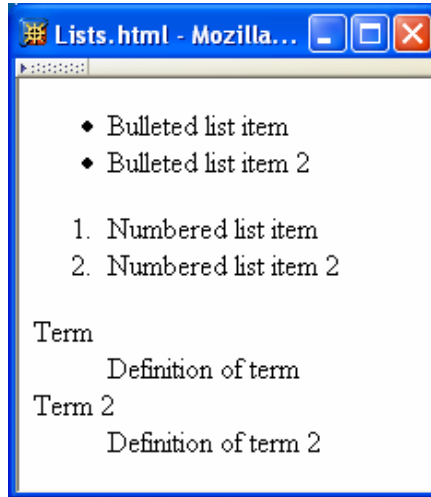 Lists.html - Mozilla...
• Bulleted list item
• Bulleted list item 2
1. Numbered list item
2. Numbered list item 2
Term
Definition of term
Term 2
Definition of term 2